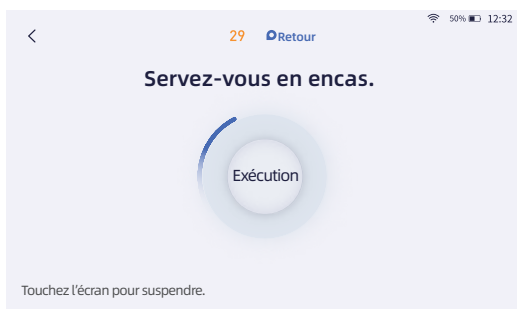 50% 12:32
29 Retour
Servez-vous en encas.
Exécution
Touchez l'écran pour suspendre.